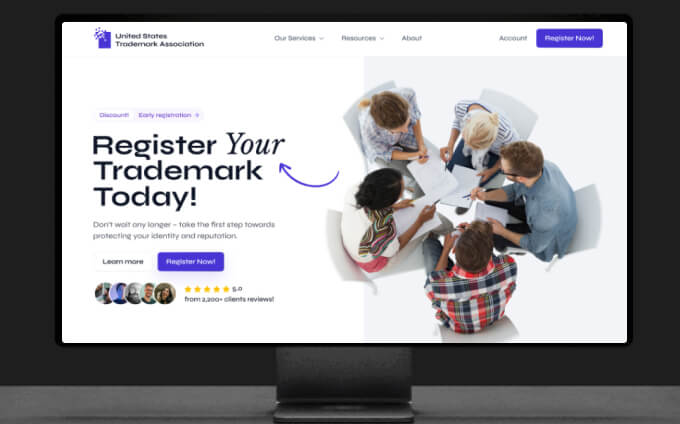 United States
Trademark Association
Our Services
Resources
About
Account
Register Now!
Discount!
Early registration →
Register Your
Trademark
Today!
Don't wait any longer – take the first step towards
protecting your identity and reputation.
Learn more
Register Now!
5.0
from 2,200+ clients reviews!